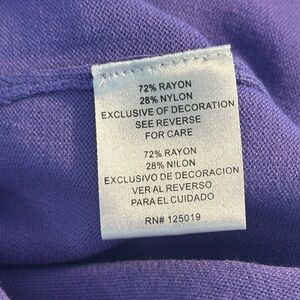 72% RAYON
28% NYLON
EXCLUSIVE OF DECORATION
SEE REVERSE
FOR CARE
72% RAYON
28% NILÓN
EXCLUSIVO DE DECORACION
VER AL REVERSO
PARA EL CUIDADO
RN# 125019